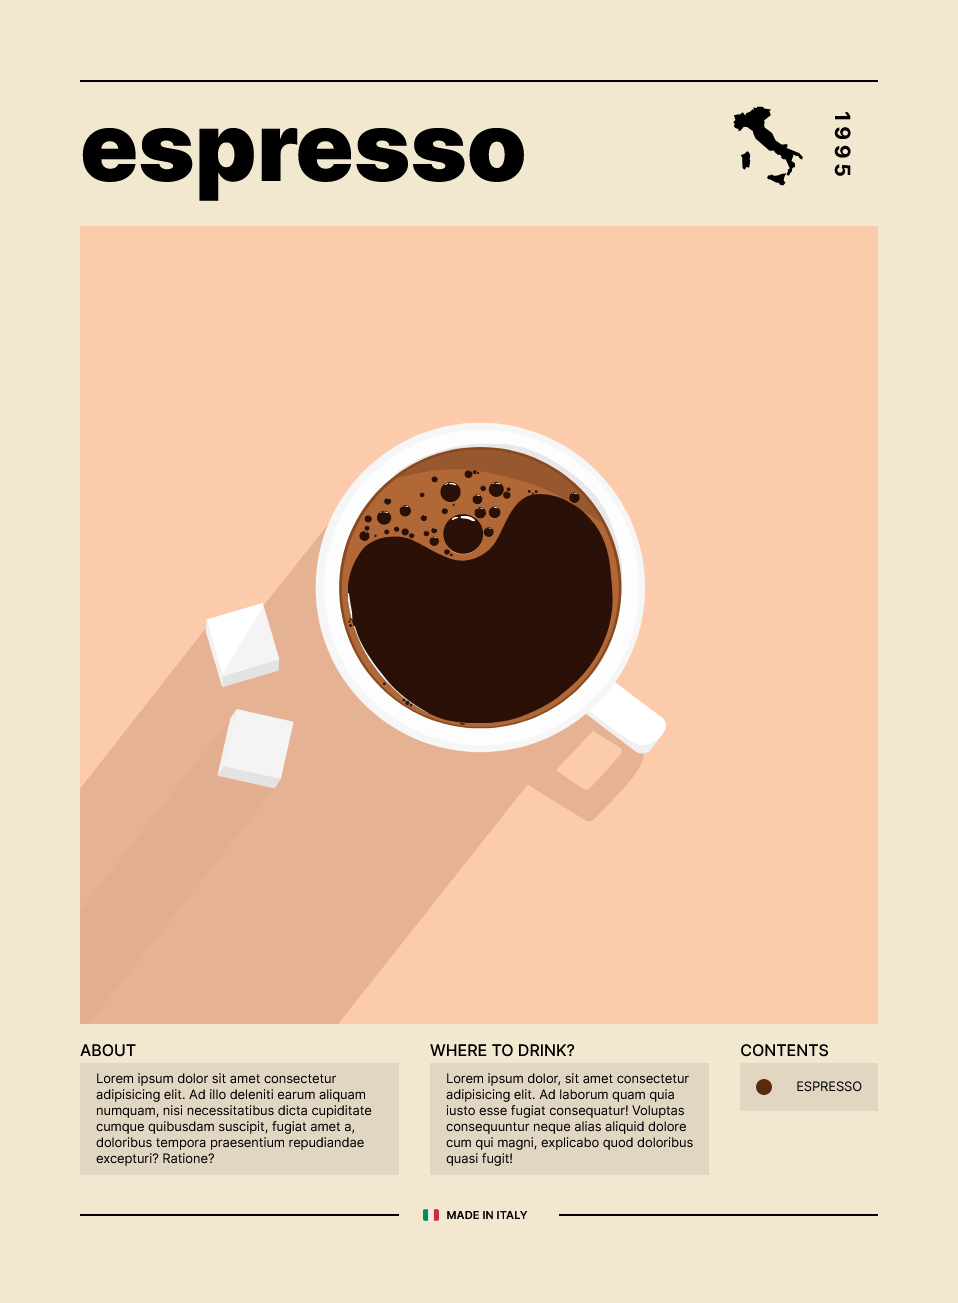 espresso
1995
ABOUT
Lorem ipsum dolor sit amet consectetur
adipisicing elit. Ad illo deleniti earum aliquam
numquam, nisi necessitatibus dicta cupiditate
cumque quibusdam suscipit, fugiat amet a,
doloribus tempora praesentium repudiandae
excepturi? Ratione?
WHERE TO DRINK?
Lorem ipsum dolor, sit amet consectetur
adipisicing elit. Ad laborum quam quia
iusto esse fugiat consequatur! Voluptas
consequuntur neque alias aliquid dolore
cum qui magni, explicabo quod doloribus
quasi fugit!
CONTENTS
ESPRESSO
MADE IN ITALY